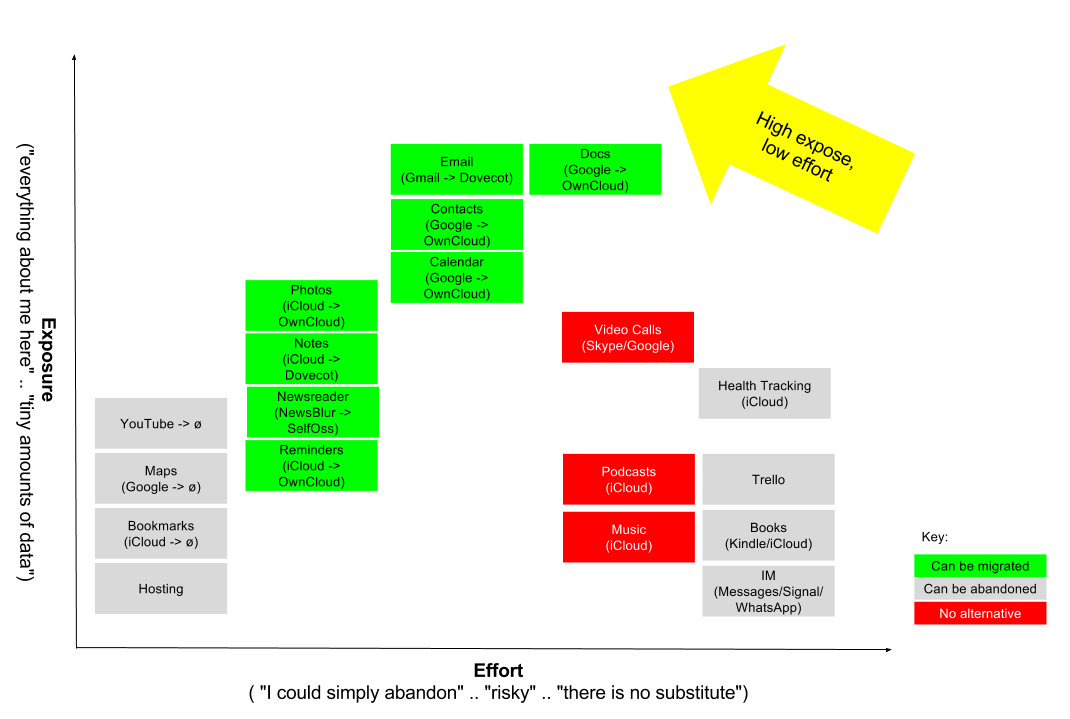 High expose,
low effort
Email
(Gmail -> Dovecot)
Docs
(Google ->
OwnCloud)
Contacts
(Google ->
OwnCloud)
Calendar
(Google ->
OwnCloud)
Photos
(iCloud ->
OwnCloud)
Notes
(iCloud ->
Dovecot)
Newsreader
(NewsBlur ->
SelfOss)
Reminders
(iCloud ->
OwnCloud)
Video Calls
(Skype/Google)
Health Tracking
(iCloud)
YouTube -> ø
Maps
(Google -> ø)
Bookmarks
(iCloud -> ø)
Hosting
Podcasts
(iCloud)
Trello
Music
(iCloud)
Books
(Kindle/iCloud)
IM
(Messages/Signal/
WhatsApp)
Key:
Can be migrated
Can be abandoned
No alternative
Exposure
("everything about me here" .. "tiny amounts of data")
Effort
( "I could simply abandon" .. "risky" .. "there is no substitute")